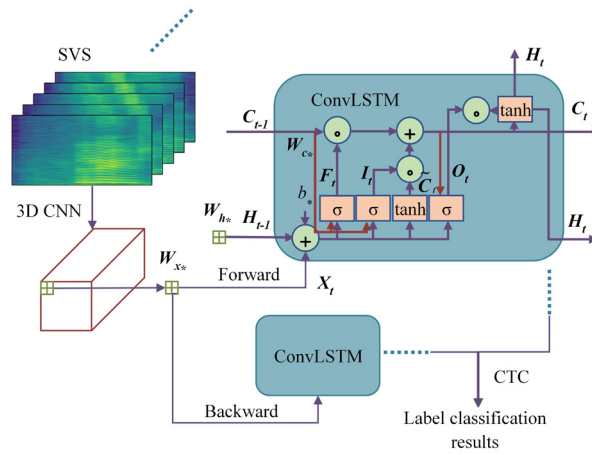 SVS
H_t
ConvLSTM
C_{t-1}
C_t
W_{c*}
F_t
I_t
\tilde{C}_t
O_t
tanh
b_*
σ
σ
tanh
σ
W_{h*}
H_{t-1}
H_t
3D CNN
W_{x*}
Forward
X_t
ConvLSTM
CTC
Backward
Label classification
results